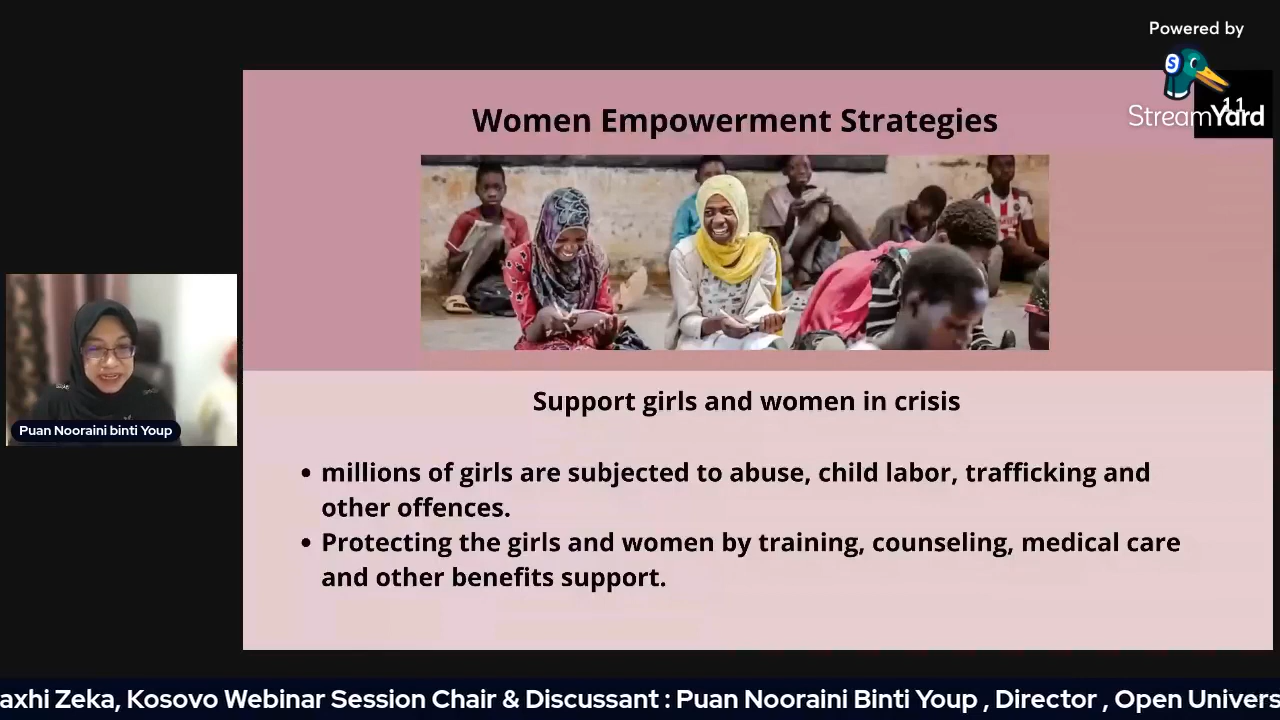 Powered by
StreamYard
11
Women Empowerment Strategies
Support girls and women in crisis
• millions of girls are subjected to abuse, child labor, trafficking and
other offences.
• Protecting the girls and women by training, counseling, medical care
and other benefits support.
Puan Nooraini binti Youp
axhi Zeka, Kosovo Webinar Session Chair & Discussant : Puan Nooraini Binti Youp , Director , Open Univers